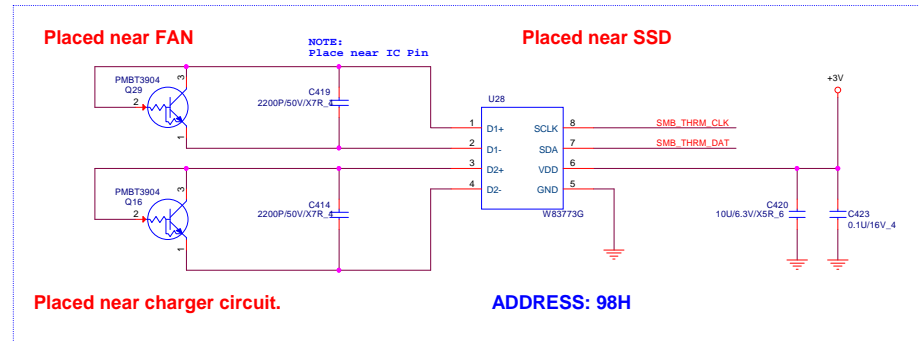 Placed near FAN
NOTE:
Place near IC Pin
Placed near SSD
+3V
PMBT3904
Q29
3
2
1
C419
2200P/50V/X7R_4
U28
1 D1+ SCLK 8 SMB_THRM_CLK
2 D1- SDA 7 SMB_THRM_DAT
3 D2+ VDD 6
4 D2- GND 5
W83773G
PMBT3904
Q16
3
2
1
C414
2200P/50V/X7R_4
C420
10U/6.3V/X5R_6
C423
0.1U/16V_4
Placed near charger circuit.
ADDRESS: 98H